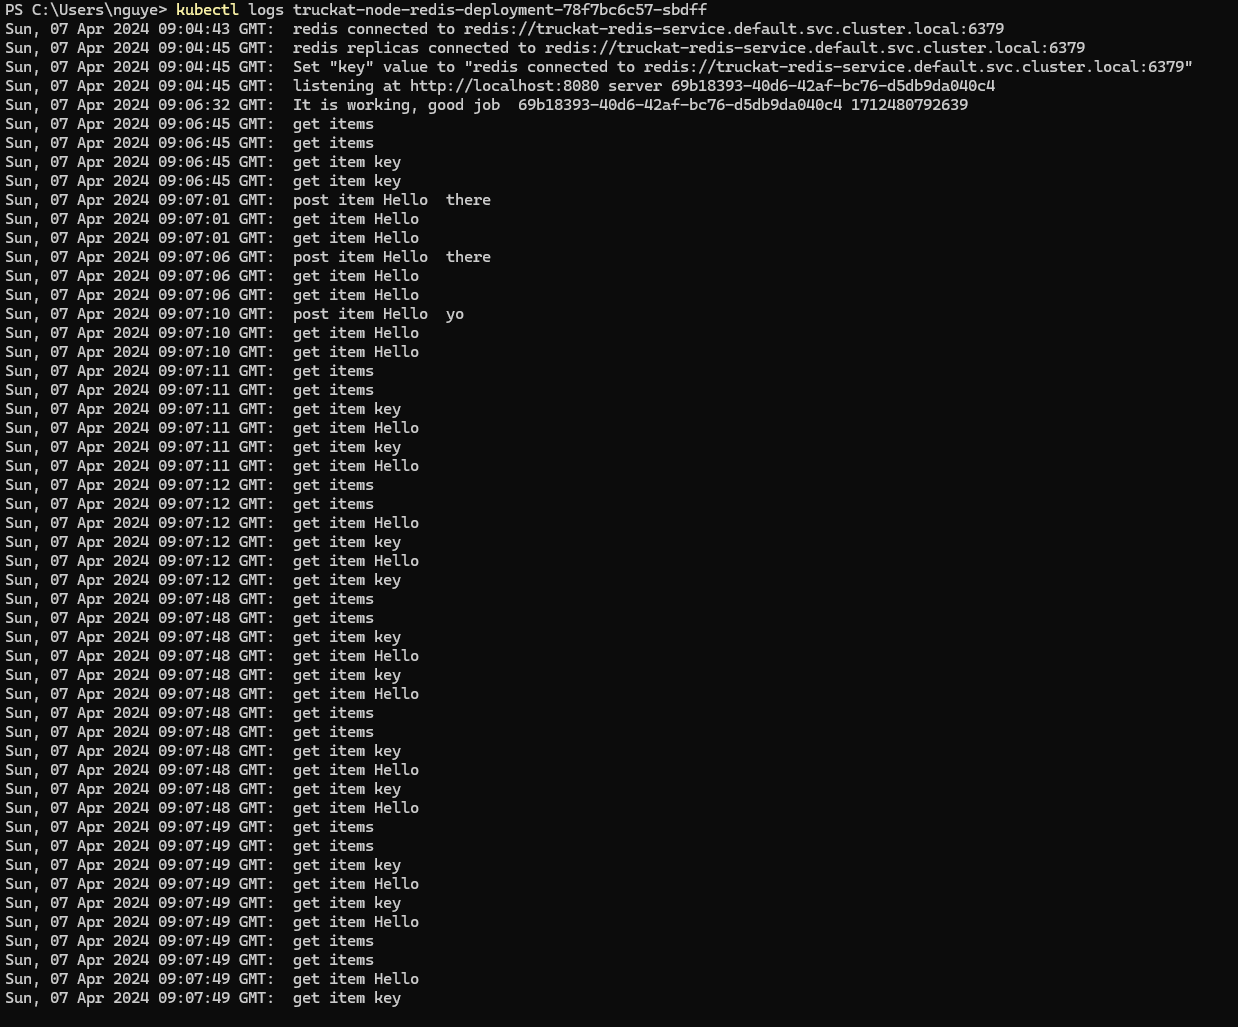 PS C:\Users\nguye> kubectl logs truckat-node-redis-deployment-78f7bc6c57-sbdff
Sun, 07 Apr 2024 09:04:43 GMT:  redis connected to redis://truckat-redis-service.default.svc.cluster.local:6379
Sun, 07 Apr 2024 09:04:45 GMT:  redis replicas connected to redis://truckat-redis-service.default.svc.cluster.local:6379
Sun, 07 Apr 2024 09:04:45 GMT:  Set "key" value to "redis connected to redis://truckat-redis-service.default.svc.cluster.local:6379"
Sun, 07 Apr 2024 09:04:45 GMT:  listening at http://localhost:8080 server 69b18393-40d6-42af-bc76-d5db9da040c4
Sun, 07 Apr 2024 09:06:32 GMT:  It is working, good job  69b18393-40d6-42af-bc76-d5db9da040c4 1712480792639
Sun, 07 Apr 2024 09:06:45 GMT:  get items
Sun, 07 Apr 2024 09:06:45 GMT:  get items
Sun, 07 Apr 2024 09:06:45 GMT:  get item key
Sun, 07 Apr 2024 09:06:45 GMT:  get item key
Sun, 07 Apr 2024 09:07:01 GMT:  post item Hello  there
Sun, 07 Apr 2024 09:07:01 GMT:  get item Hello
Sun, 07 Apr 2024 09:07:01 GMT:  get item Hello
Sun, 07 Apr 2024 09:07:06 GMT:  post item Hello  there
Sun, 07 Apr 2024 09:07:06 GMT:  get item Hello
Sun, 07 Apr 2024 09:07:06 GMT:  get item Hello
Sun, 07 Apr 2024 09:07:10 GMT:  post item Hello  yo
Sun, 07 Apr 2024 09:07:10 GMT:  get item Hello
Sun, 07 Apr 2024 09:07:10 GMT:  get item Hello
Sun, 07 Apr 2024 09:07:11 GMT:  get items
Sun, 07 Apr 2024 09:07:11 GMT:  get items
Sun, 07 Apr 2024 09:07:11 GMT:  get item key
Sun, 07 Apr 2024 09:07:11 GMT:  get item Hello
Sun, 07 Apr 2024 09:07:11 GMT:  get item key
Sun, 07 Apr 2024 09:07:11 GMT:  get item Hello
Sun, 07 Apr 2024 09:07:12 GMT:  get items
Sun, 07 Apr 2024 09:07:12 GMT:  get items
Sun, 07 Apr 2024 09:07:12 GMT:  get item Hello
Sun, 07 Apr 2024 09:07:12 GMT:  get item key
Sun, 07 Apr 2024 09:07:12 GMT:  get item Hello
Sun, 07 Apr 2024 09:07:12 GMT:  get item key
Sun, 07 Apr 2024 09:07:48 GMT:  get items
Sun, 07 Apr 2024 09:07:48 GMT:  get items
Sun, 07 Apr 2024 09:07:48 GMT:  get item key
Sun, 07 Apr 2024 09:07:48 GMT:  get item Hello
Sun, 07 Apr 2024 09:07:48 GMT:  get item key
Sun, 07 Apr 2024 09:07:48 GMT:  get item Hello
Sun, 07 Apr 2024 09:07:48 GMT:  get items
Sun, 07 Apr 2024 09:07:48 GMT:  get items
Sun, 07 Apr 2024 09:07:48 GMT:  get item key
Sun, 07 Apr 2024 09:07:48 GMT:  get item Hello
Sun, 07 Apr 2024 09:07:48 GMT:  get item key
Sun, 07 Apr 2024 09:07:48 GMT:  get item Hello
Sun, 07 Apr 2024 09:07:49 GMT:  get items
Sun, 07 Apr 2024 09:07:49 GMT:  get items
Sun, 07 Apr 2024 09:07:49 GMT:  get item key
Sun, 07 Apr 2024 09:07:49 GMT:  get item Hello
Sun, 07 Apr 2024 09:07:49 GMT:  get item key
Sun, 07 Apr 2024 09:07:49 GMT:  get item Hello
Sun, 07 Apr 2024 09:07:49 GMT:  get items
Sun, 07 Apr 2024 09:07:49 GMT:  get items
Sun, 07 Apr 2024 09:07:49 GMT:  get item Hello
Sun, 07 Apr 2024 09:07:49 GMT:  get item key